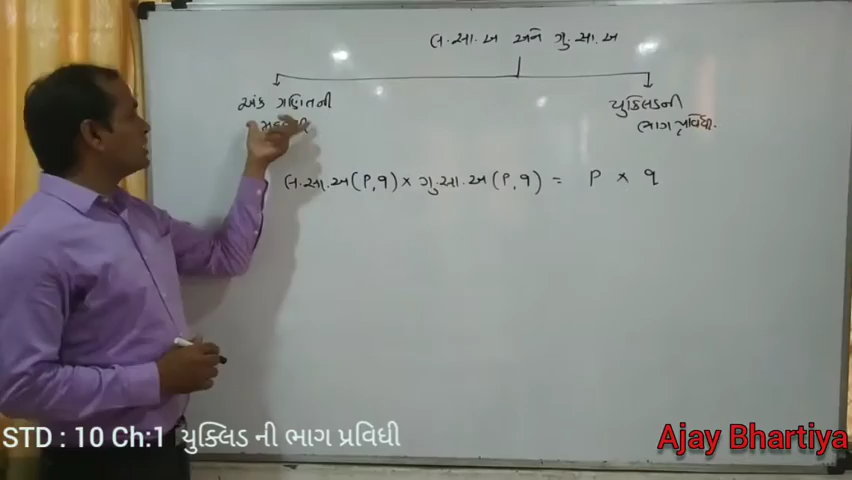 લ.સા.અ અને ગુ.સા.અ
અંક ગણિતની
યુક્લિડની
ભાગ પ્રવિધી.
લ.સા.અ(P,q) × ગુ.સા.અ(P,q) = P × q
STD : 10 Ch:1 યુક્લિડ ની ભાગ પ્રવિધી
Ajay Bhartiya